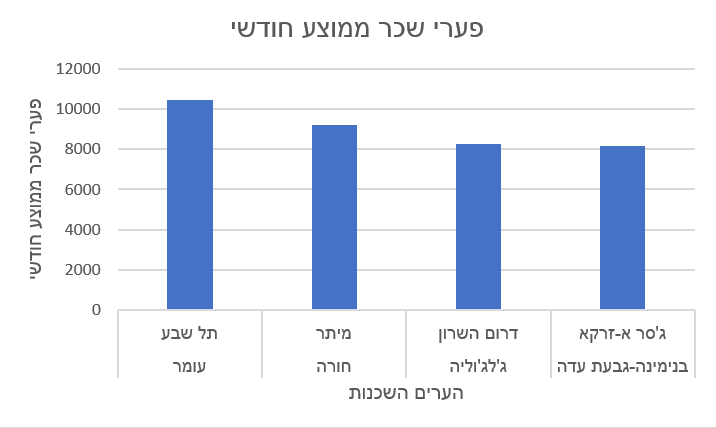 פערי שכר ממוצע חודשי
פערי שכר ממוצע חודשי
12000
10000
8000
6000
4000
2000
0
תל שבע
מיתר
דרום השרון
ג'סר א-זרקא
עומר
חורה
ג'לג'וליה
בנימינה-גבעת עדה
הערים השכנות